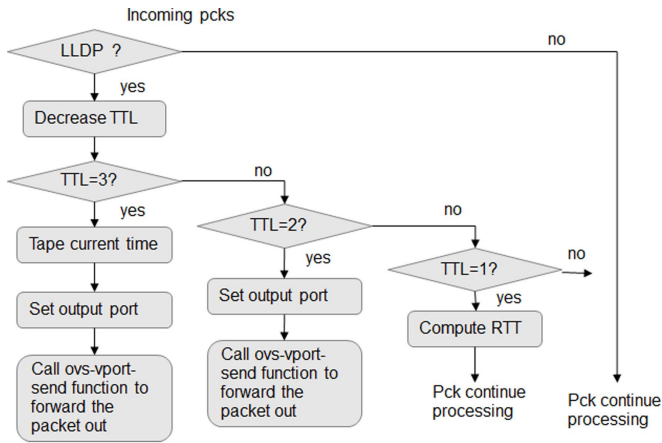 Incoming pcks
LLDP ?
no
yes
Decrease TTL
TTL=3?
no
yes
Tape current time
Set output port
Call ovs-vport-
send function to
forward the
packet out
TTL=2?
no
yes
Set output port
Call ovs-vport-
send function to
forward the
packet out
TTL=1?
no
yes
Compute RTT
Pck continue
processing
Pck continue
processing